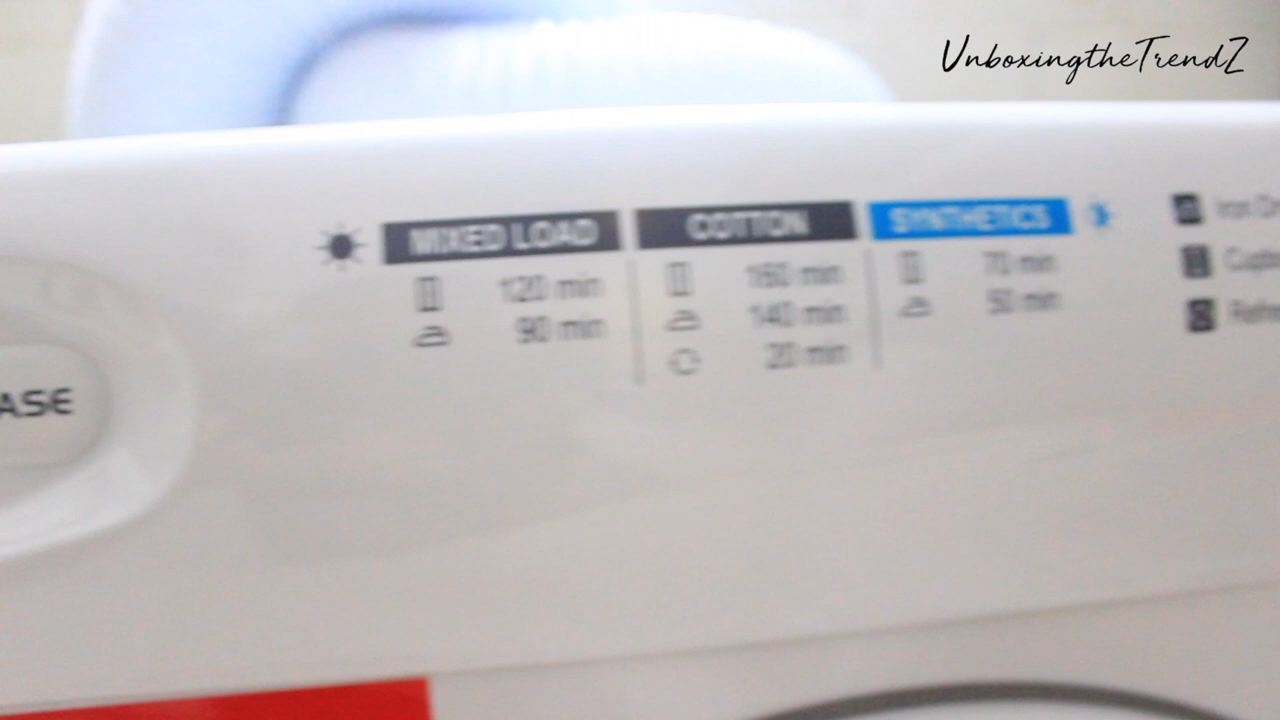 UnboxingtheTrendZ
MIXED LOAD
120 min
90 min
COTTON
160 min
140 min
20 min
SYNTHETICS
70 min
50 min
Iron
ASE